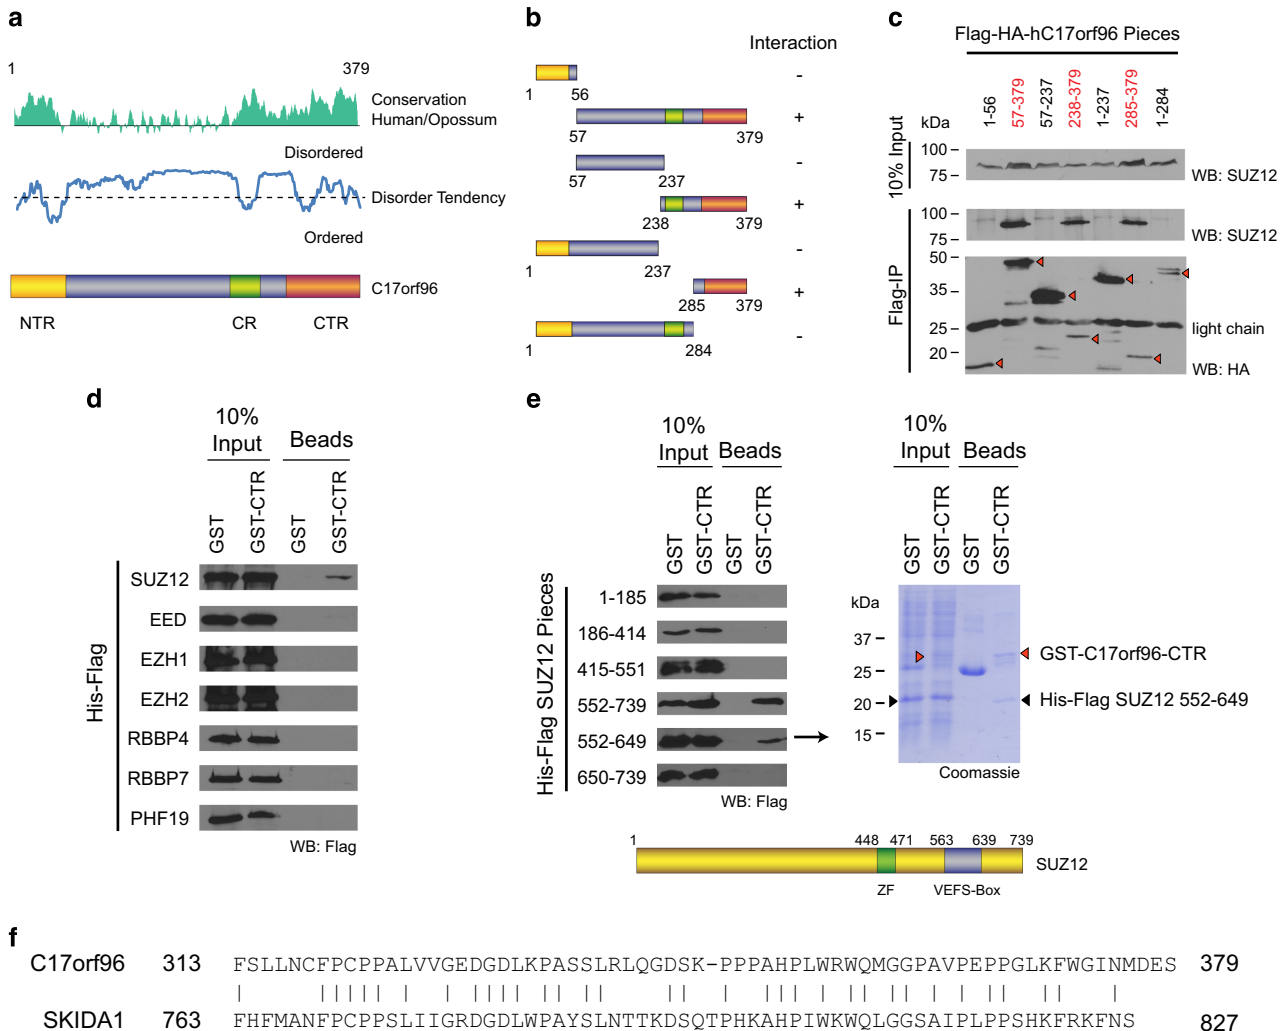 a
1
379
Conservation
Human/Opossum
Disordered
Disorder Tendency
Ordered
C17orf96
NTR
CR
CTR
b
Interaction
1
56
-
57
379
+
57
237
-
238
379
+
1
237
-
285
379
+
1
284
-
c
Flag-HA-hC17orf96 Pieces
1-56
57-379
57-237
238-379
1-237
285-379
1-284
kDa
10% Input
100
75
WB: SUZ12
Flag-IP
100
75
WB: SUZ12
50
35
25
20
light chain
WB: HA
d
10%
Input
Beads
GST
GST-CTR
GST
GST-CTR
His-Flag
SUZ12
EED
EZH1
EZH2
RBBP4
RBBP7
PHF19
WB: Flag
e
10%
Input
Beads
GST
GST-CTR
GST
GST-CTR
His-Flag SUZ12 Pieces
1-185
186-414
415-551
552-739
552-649
650-739
WB: Flag
10%
Input
Beads
GST
GST-CTR
GST
GST-CTR
kDa
37
25
20
15
GST-C17orf96-CTR
His-Flag SUZ12 552-649
Coomassie
1
448
471
563
639
739
SUZ12
ZF
VEFS-Box
f
C17orf96 313 FSLLNCFPCPPALVVGEDGDLKPASSLRLQGDSK-PPPAHPLWRWQMGGPAVPEPPGLKFWGINMDES 379
SKIDA1 763 FHFMANFPCPPSLIIGRDGDLWPAYSLNTTKDSQTPHKAHPIWKWQLGGSAIPLPPSHKFRKFNS 827